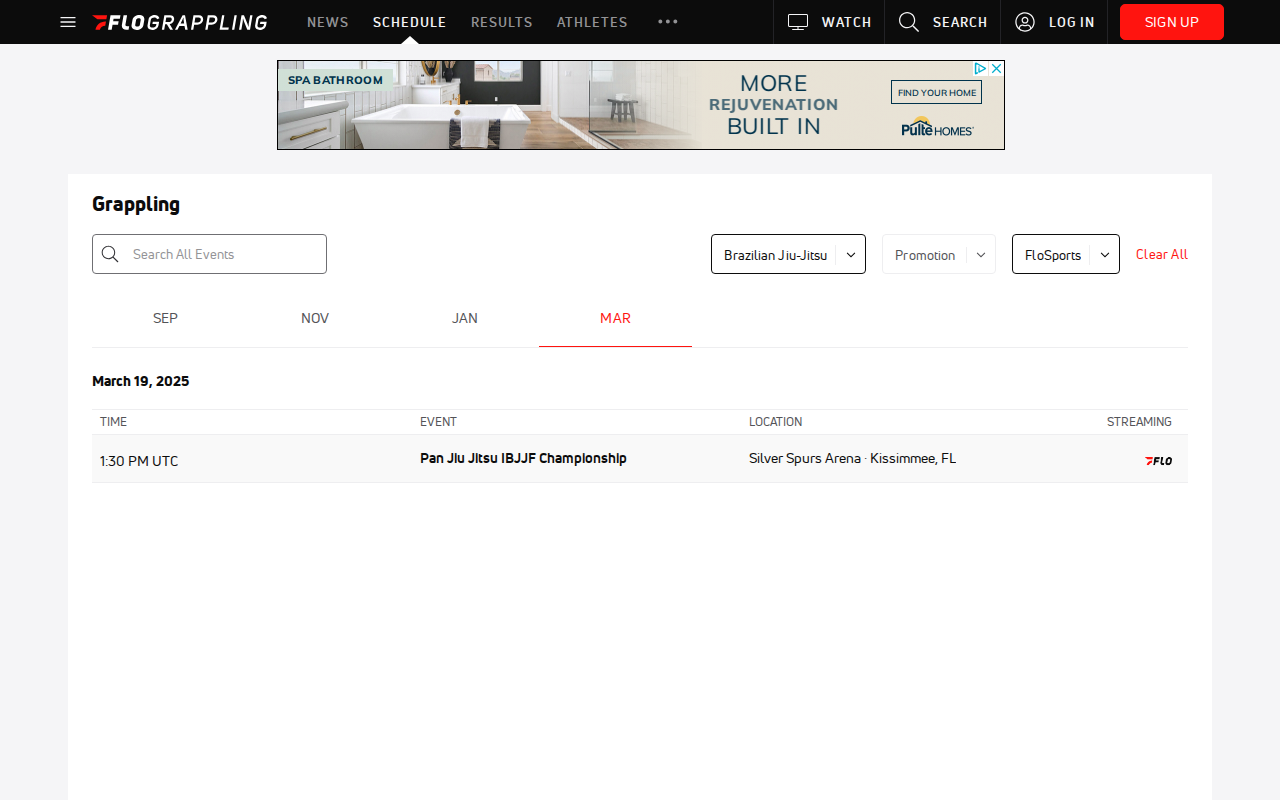 FLOGRAPPLING NEWS SCHEDULE RESULTS ATHLETES WATCH SEARCH LOG IN SIGN UP
SPA BATHROOM
MORE
REJUVENATION
BUILT IN
FIND YOUR HOME
Pulte HOMES
Grappling
Search All Events Brazilian Jiu-Jitsu Promotion FloSports Clear All
SEP NOV JAN MAR
March 19, 2025
TIME EVENT LOCATION STREAMING
1:30 PM UTC Pan Jiu Jitsu IBJJF Championship Silver Spurs Arena · Kissimmee, FL FLO